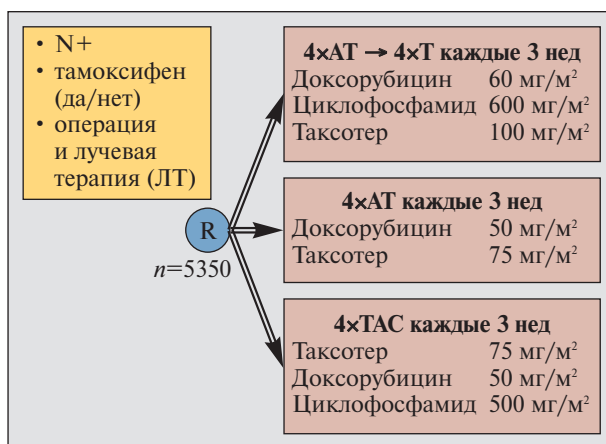 • N+
• тамоксифен
(да/нет)
• операция
и лучевая
терапия (ЛТ)
R
n=5350
4×AT → 4×T каждые 3 нед
Доксорубицин 60 мг/м²
Циклофосфамид 600 мг/м²
Таксотер 100 мг/м²
4×AT каждые 3 нед
Доксорубицин 50 мг/м²
Таксотер 75 мг/м²
4×TAC каждые 3 нед
Таксотер 75 мг/м²
Доксорубицин 50 мг/м²
Циклофосфамид 500 мг/м²